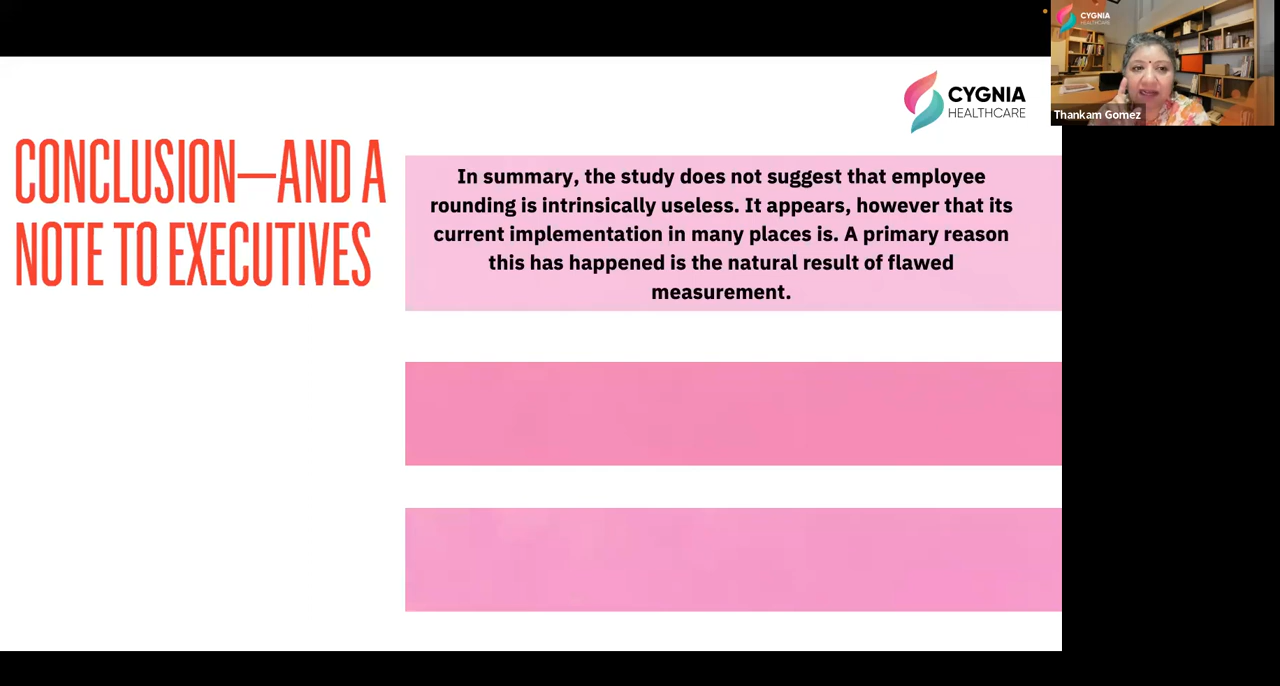 CYGNIA
HEALTHCARE
Thankam Gomez
CYGNIA
HEALTHCARE
CONCLUSION—AND A
NOTE TO EXECUTIVES
In summary, the study does not suggest that employee
rounding is intrinsically useless. It appears, however that its
current implementation in many places is. A primary reason
this has happened is the natural result of flawed
measurement.